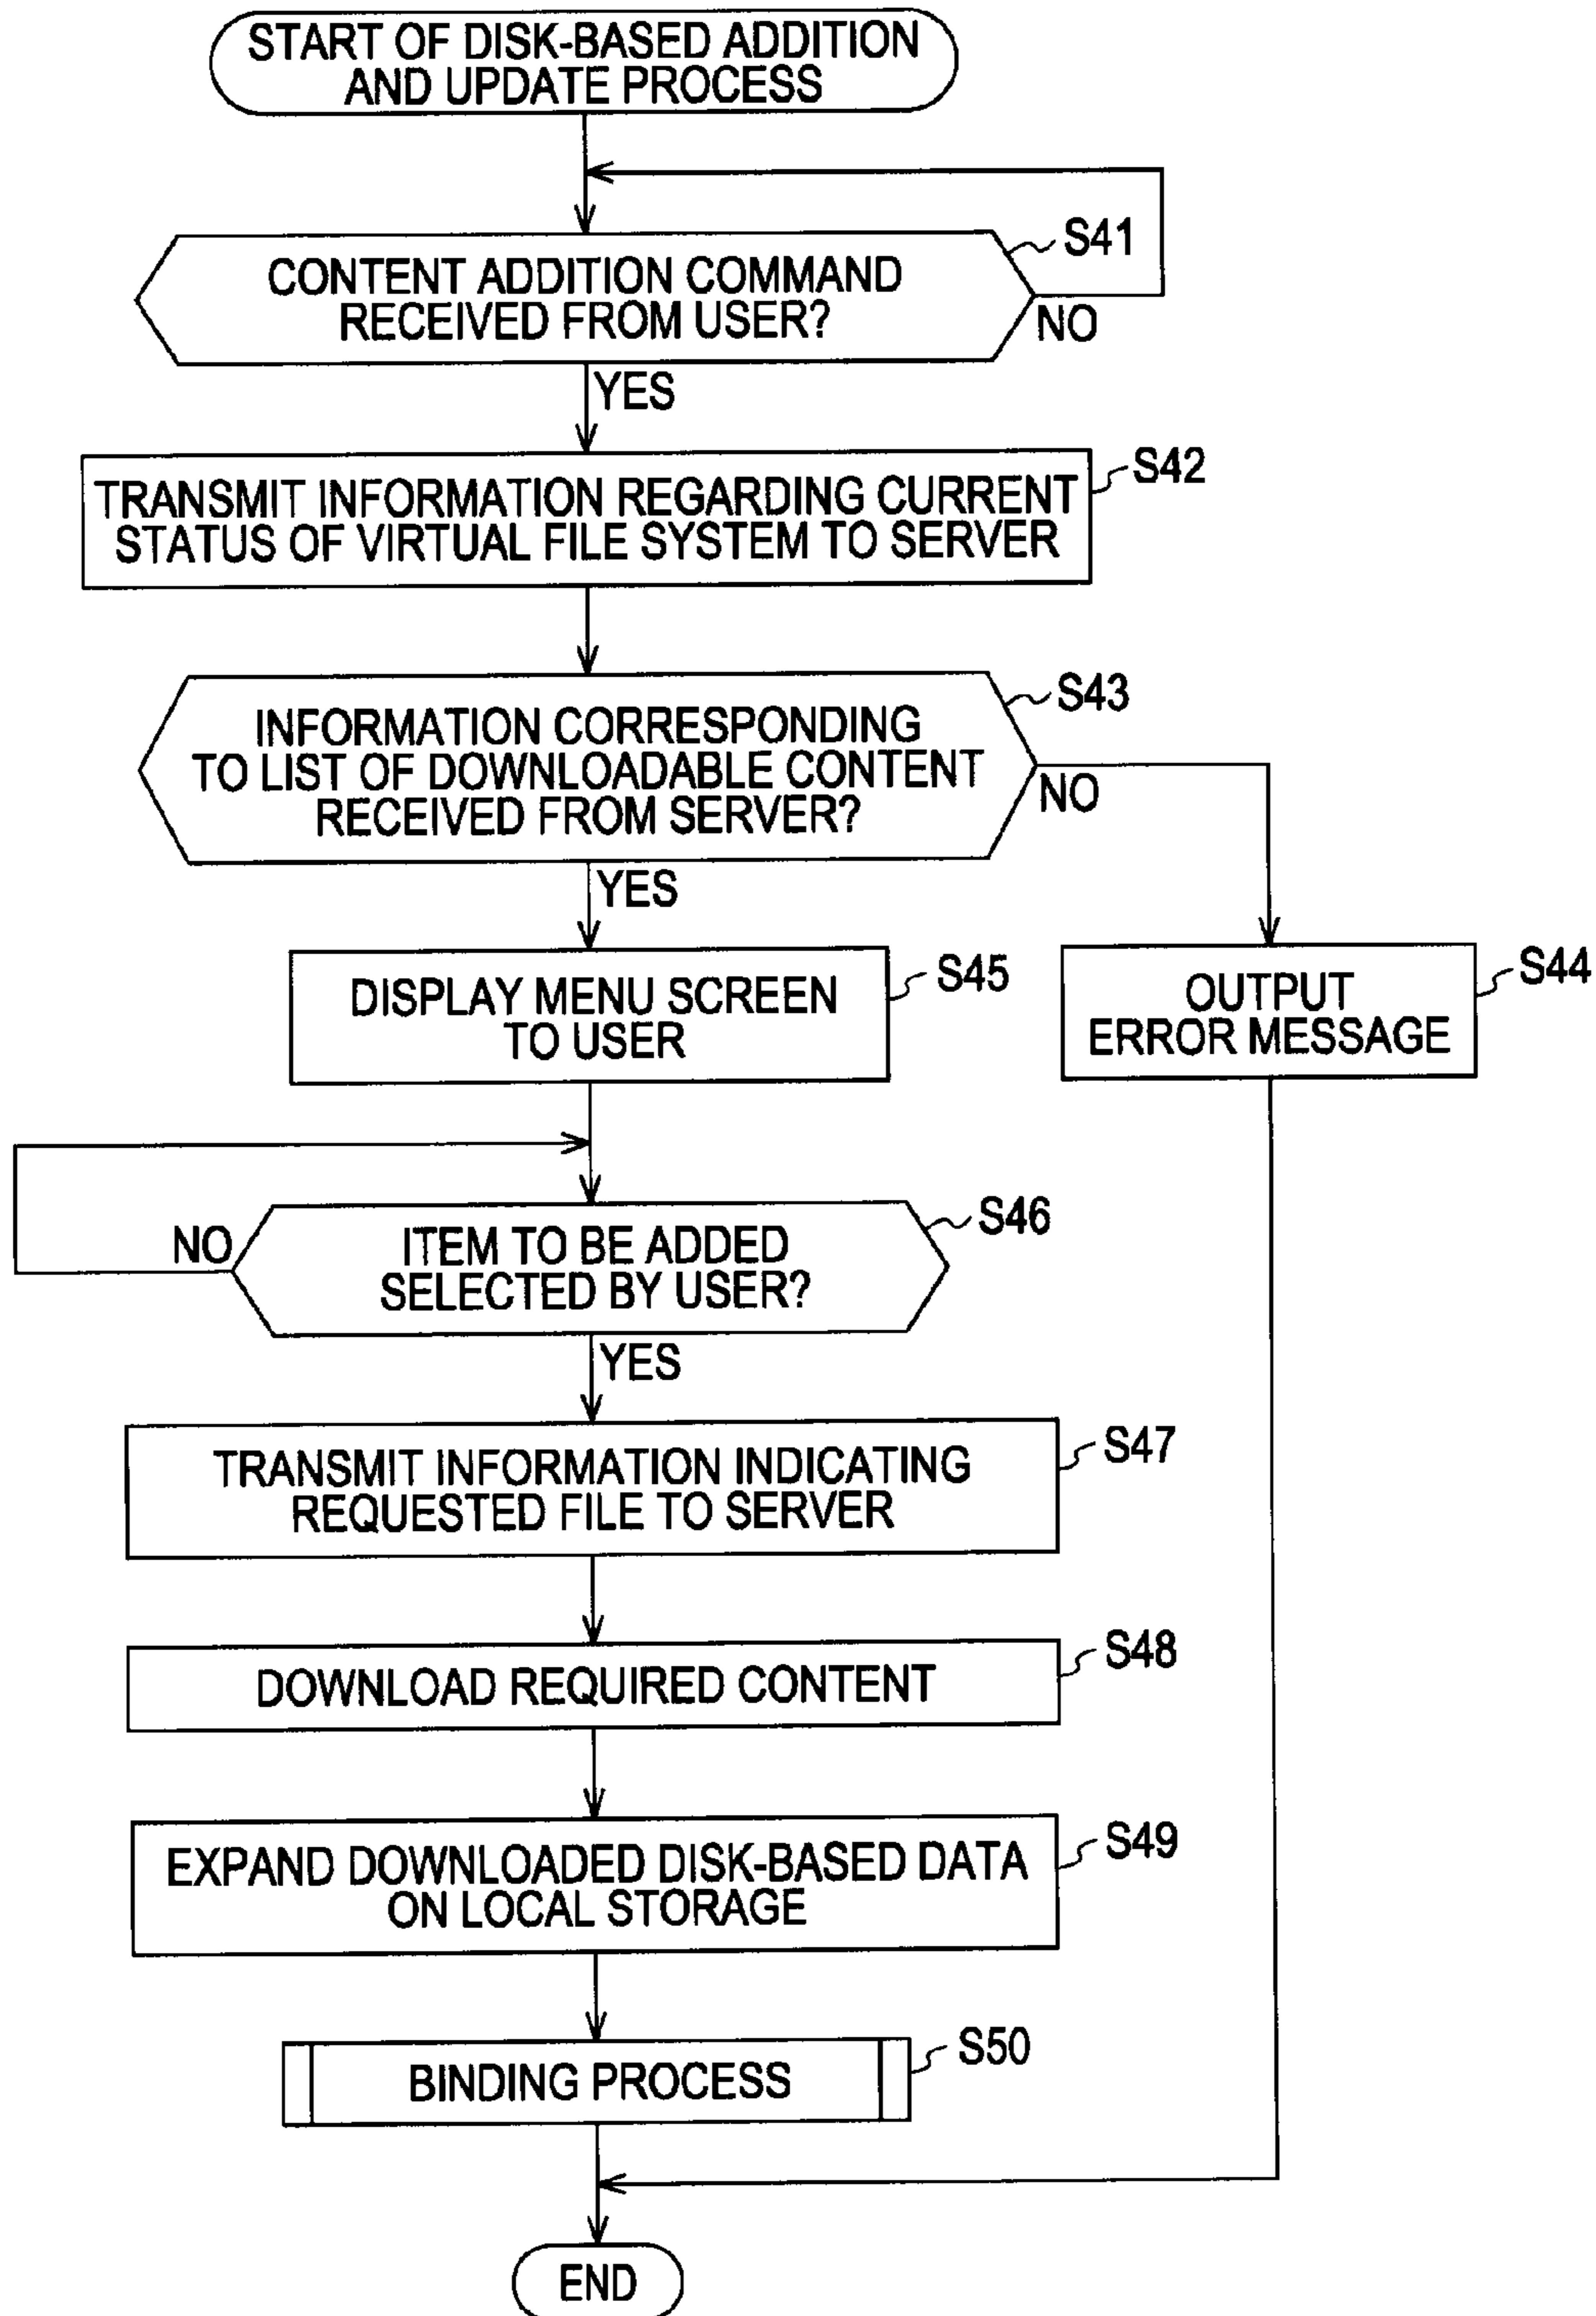 START OF DISK-BASED ADDITION
AND UPDATE PROCESS
S41
CONTENT ADDITION COMMAND
RECEIVED FROM USER?
NO
YES
S42
TRANSMIT INFORMATION REGARDING CURRENT
STATUS OF VIRTUAL FILE SYSTEM TO SERVER
S43
INFORMATION CORRESPONDING
TO LIST OF DOWNLOADABLE CONTENT
RECEIVED FROM SERVER?
NO
YES
S45
DISPLAY MENU SCREEN
TO USER
S44
OUTPUT
ERROR MESSAGE
S46
NO
ITEM TO BE ADDED
SELECTED BY USER?
YES
S47
TRANSMIT INFORMATION INDICATING
REQUESTED FILE TO SERVER
S48
DOWNLOAD REQUIRED CONTENT
S49
EXPAND DOWNLOADED DISK-BASED DATA
ON LOCAL STORAGE
S50
BINDING PROCESS
END